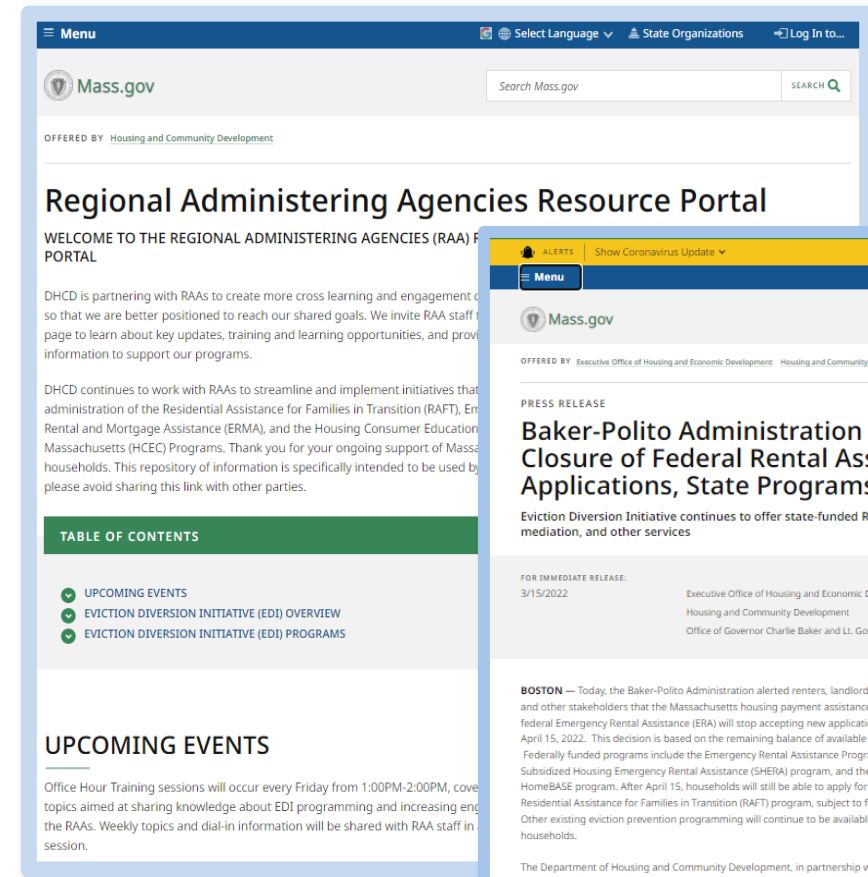 Menu
Select Language
State Organizations
Log In to...
Mass.gov
Search Mass.gov
SEARCH
OFFERED BY Housing and Community Development
Regional Administering Agencies Resource Portal
WELCOME TO THE REGIONAL ADMINISTERING AGENCIES (RAA)
PORTAL
DHCD is partnering with RAAs to create more cross learning and engagement
so that we are better positioned to reach our shared goals. We invite RAA staff
page to learn about key updates, training and learning opportunities, and
information to support our programs.
DHCD continues to work with RAAs to streamline and implement initiatives that
administration of the Residential Assistance for Families in Transition (RAFT),
Rental and Mortgage Assistance (ERMA), and the Housing Consumer Education
Massachusetts (HCEC) Programs. Thank you for your ongoing support of
households. This repository of information is specifically intended to be used
please avoid sharing this link with other parties.
TABLE OF CONTENTS
UPCOMING EVENTS
EVICTION DIVERSION INITIATIVE (EDI) OVERVIEW
EVICTION DIVERSION INITIATIVE (EDI) PROGRAMS
UPCOMING EVENTS
Office Hour Training sessions will occur every Friday from 1:00PM-2:00PM,
topics aimed at sharing knowledge about EDI programming and increasing
the RAAs. Weekly topics and dial-in information will be shared with RAA staff in
session.
ALERTS
Show Coronavirus Update
Menu
Mass.gov
OFFERED BY Executive Office of Housing and Economic Development Housing and Community
PRESS RELEASE
Baker-Polito Administration
Closure of Federal Rental
Applications, State Programs
Eviction Diversion Initiative continues to offer state-funded
mediation, and other services
FOR IMMEDIATE RELEASE:
3/15/2022
Executive Office of Housing and Economic
Housing and Community Development
Office of Governor Charlie Baker and Lt.
BOSTON — Today, the Baker-Polito Administration alerted renters,
and other stakeholders that the Massachusetts housing payment assistance
federal Emergency Rental Assistance (ERA) will stop accepting new
April 15, 2022. This decision is based on the remaining balance of available
Federally funded programs include the Emergency Rental Assistance
Subsidized Housing Emergency Rental Assistance (SHERA) program, and the
HomeBASE program. After April 15, households will still be able to apply for
Residential Assistance for Families in Transition (RAFT) program, subject to
Other existing eviction prevention programming will continue to be
households.
The Department of Housing and Community Development, in partnership